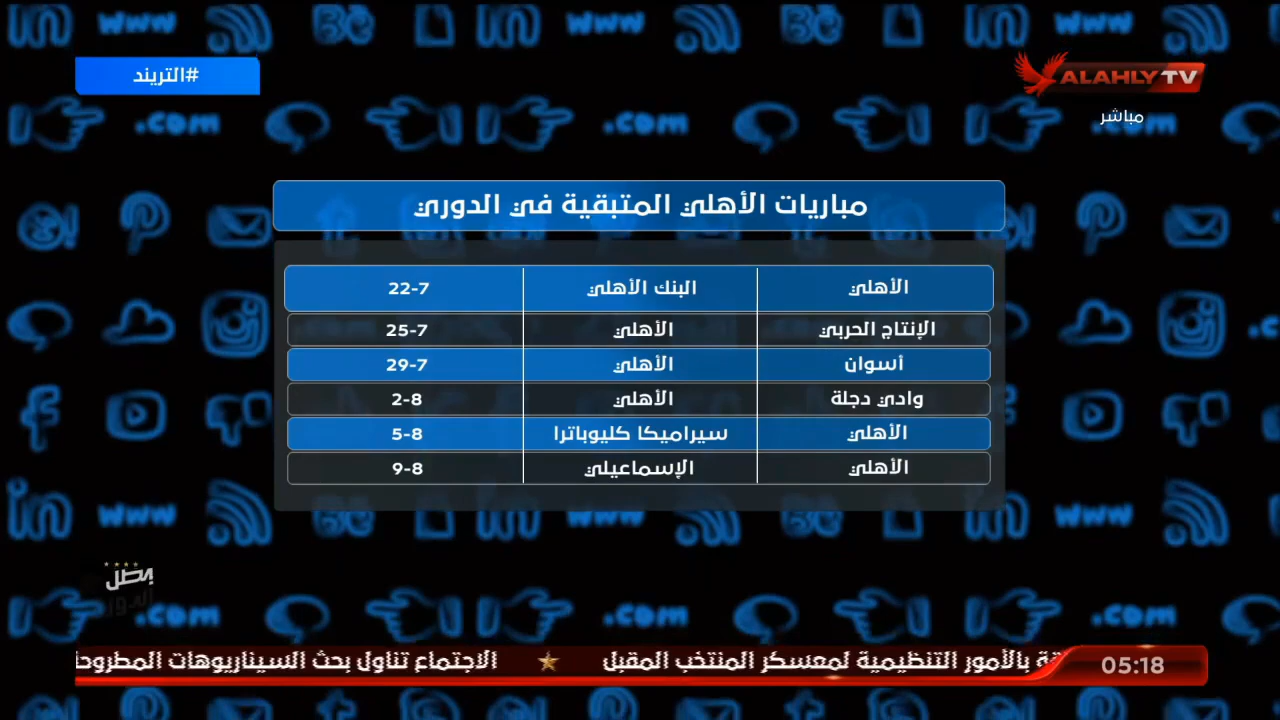 #التريند
ALAHLY TV
مباشر
مباريات الأهلي المتبقية في الدوري
الأهلي البنك الأهلي 22-7
الإنتاج الحربي الأهلي 25-7
أسوان الأهلي 29-7
وادي دجلة الأهلي 2-8
الأهلي سيراميكا كليوباترا 5-8
الأهلي الإسماعيلي 9-8
بطل
بالأمور التنظيمية لمعسكر المنتخب المقبل ★ الاجتماع تناول بحث السيناريوهات
05:18